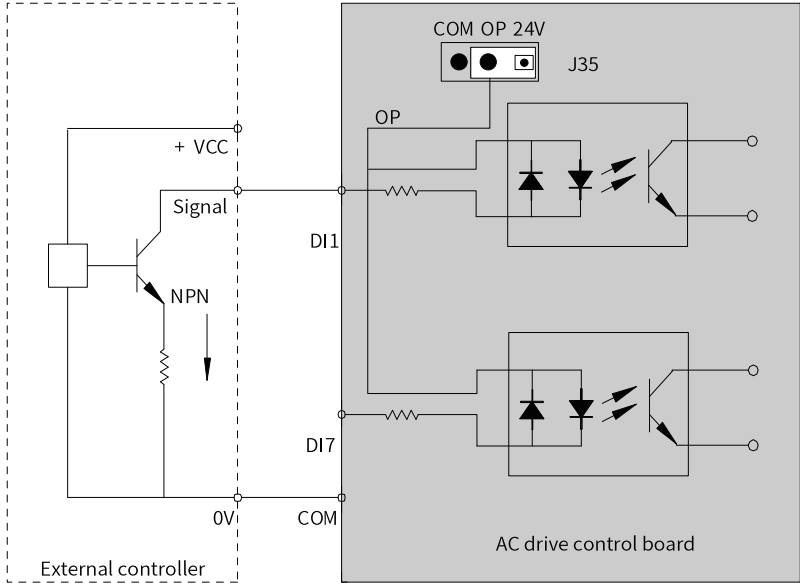 COM OP 24V
J35
OP
+ VCC
Signal
DI1
NPN
DI7
0V
COM
AC drive control board
External controller